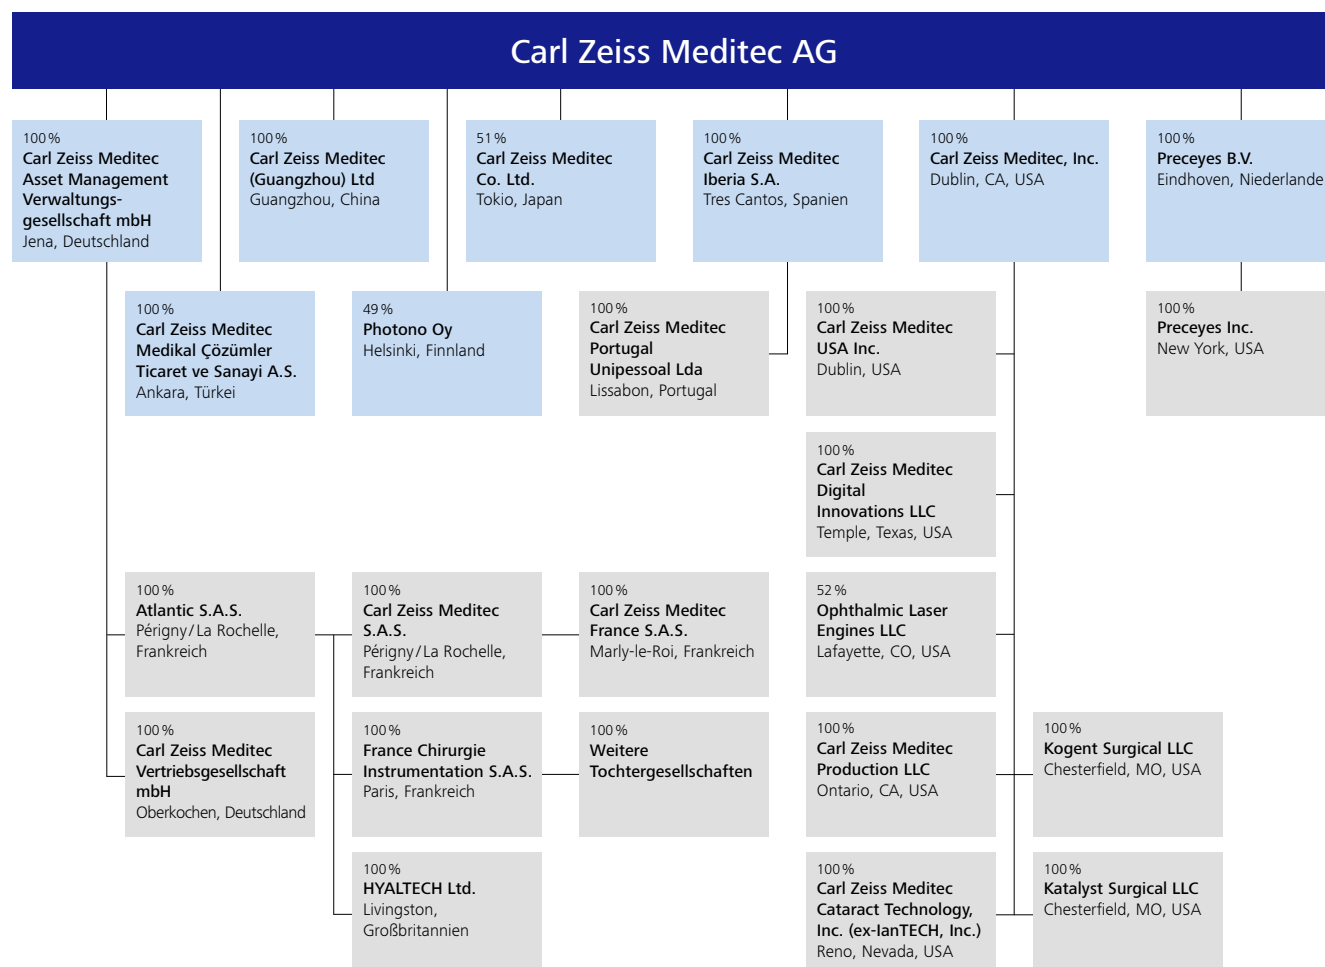 Carl Zeiss Meditec AG
100 %
Carl Zeiss Meditec
Asset Management
Verwaltungs-
gesellschaft mbH
Jena, Deutschland
100 %
Carl Zeiss Meditec
(Guangzhou) Ltd
Guangzhou, China
51 %
Carl Zeiss Meditec
Co. Ltd.
Tokio, Japan
100 %
Carl Zeiss Meditec
Iberia S.A.
Tres Cantos, Spanien
100 %
Carl Zeiss Meditec, Inc.
Dublin, CA, USA
100 %
Preceyes B.V.
Eindhoven, Niederlande
100 %
Carl Zeiss Meditec
Medikal Çözümler
Ticaret ve Sanayi A.S.
Ankara, Türkei
49 %
Photono Oy
Helsinki, Finnland
100 %
Carl Zeiss Meditec
Portugal
Unipessoal Lda
Lissabon, Portugal
100 %
Carl Zeiss Meditec
USA Inc.
Dublin, USA
100 %
Preceyes Inc.
New York, USA
100 %
Carl Zeiss Meditec
Digital
Innovations LLC
Temple, Texas, USA
100 %
Atlantic S.A.S.
Périgny/La Rochelle,
Frankreich
100 %
Carl Zeiss Meditec
S.A.S.
Périgny/La Rochelle,
Frankreich
100 %
Carl Zeiss Meditec
France S.A.S.
Marly-le-Roi, Frankreich
52 %
Ophthalmic Laser
Engines LLC
Lafayette, CO, USA
100 %
Carl Zeiss Meditec
Vertriebsgesellschaft
mbH
Oberkochen, Deutschland
100 %
France Chirurgie
Instrumentation S.A.S.
Paris, Frankreich
100 %
Weitere
Tochtergesellschaften
100 %
Carl Zeiss Meditec
Production LLC
Ontario, CA, USA
100 %
Kogent Surgical LLC
Chesterfield, MO, USA
100 %
HYALTECH Ltd.
Livingston,
Großbritannien
100 %
Carl Zeiss Meditec
Cataract Technology,
Inc. (ex-IanTECH, Inc.)
Reno, Nevada, USA
100 %
Katalyst Surgical LLC
Chesterfield, MO, USA